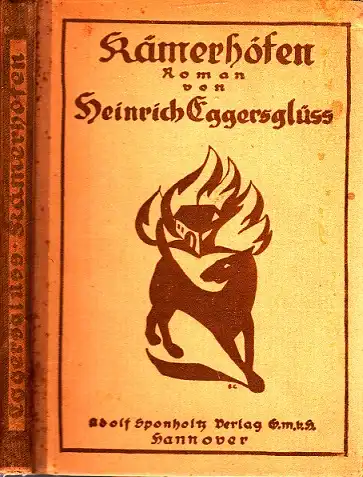 Kämerhöfen
Roman
von
Heinrich Eggersglüss
Adolf Sponholtz Verlag G.m.b.H.
Hannover
Eggersglüss Kämerhöfen